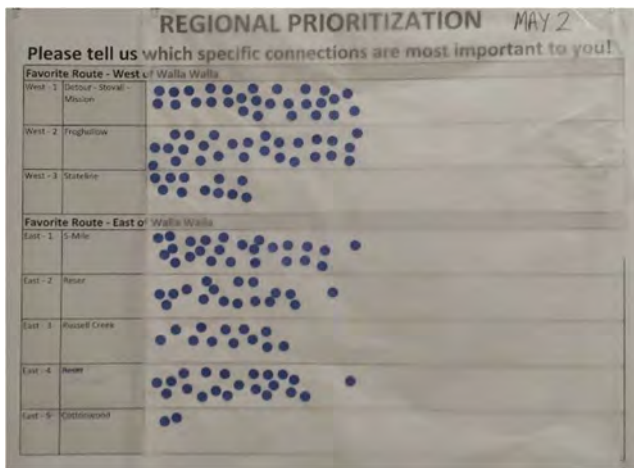 REGIONAL PRIORITIZATION MAY 2
Please tell us which specific connections are most important to you!
Favorite Route - West of Walla Walla
West - 1 Detour - Stovall - Mission
West - 2 Froghollow
West - 3 Stateline
Favorite Route - East of Walla Walla
East - 1 5-Mile
East - 2 Reser
East - 3 Russell Creek
East - 4
East - 5 Cottonwood